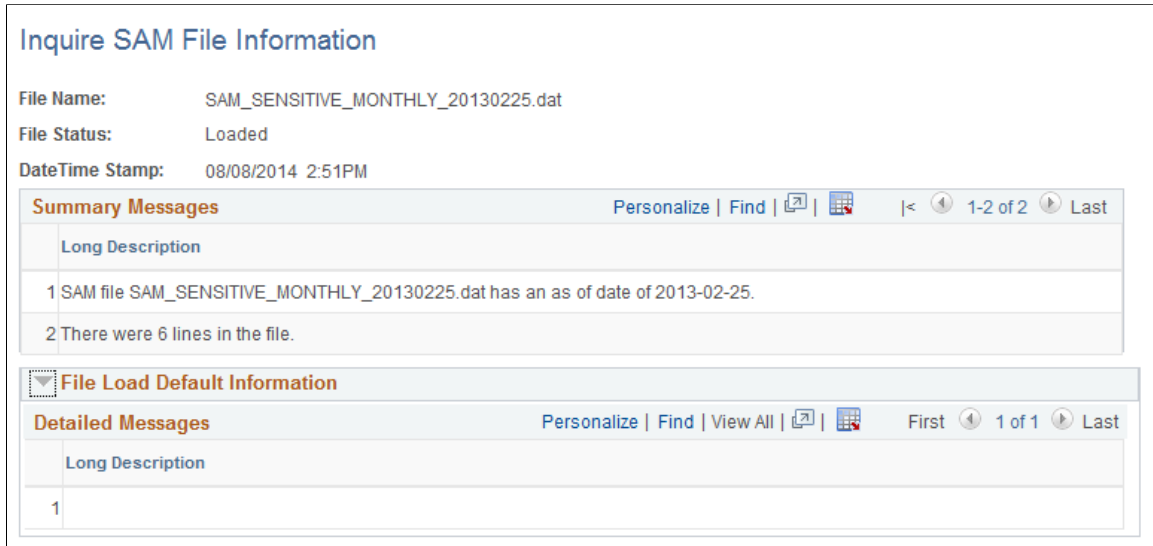 Inquire SAM File Information
File Name: SAM_SENSITIVE_MONTHLY_20130225.dat
File Status: Loaded
DateTime Stamp: 08/08/2014 2:51PM
Summary Messages Personalize | Find | | |< 1-2 of 2 Last
Long Description
1 SAM file SAM_SENSITIVE_MONTHLY_20130225.dat has an as of date of 2013-02-25.
2 There were 6 lines in the file.
File Load Default Information
Detailed Messages Personalize | Find | View All | | First 1 of 1 Last
Long Description
1